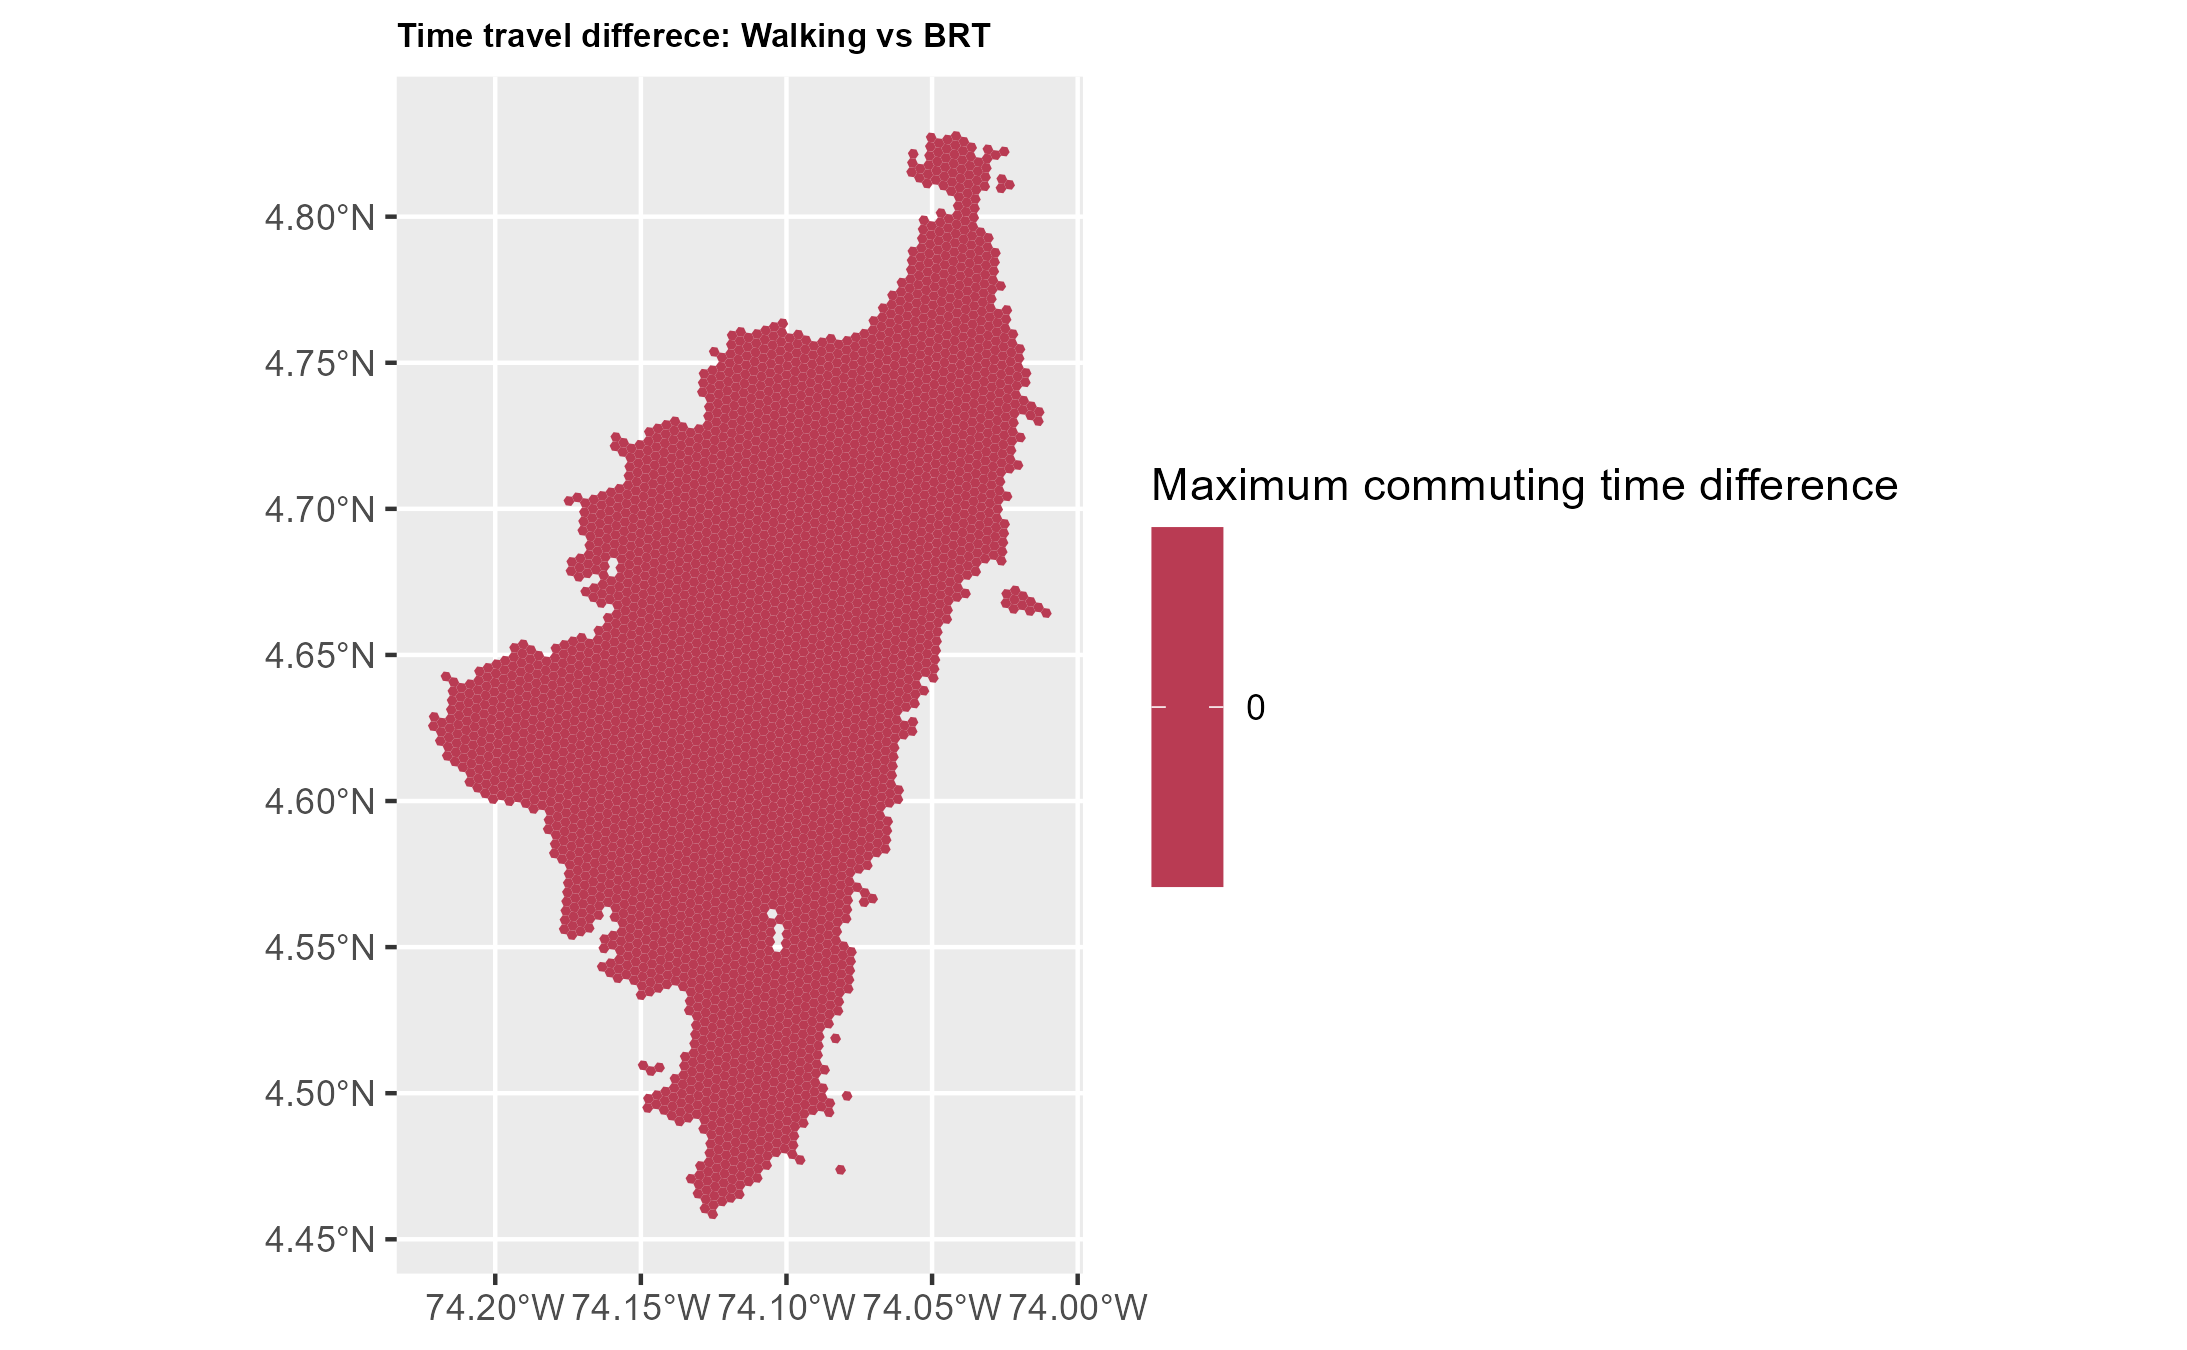 Time travel differece: Walking vs BRT
4.80°N
4.75°N
4.70°N
4.65°N
4.60°N
4.55°N
4.50°N
4.45°N
74.20°W 74.15°W 74.10°W 74.05°W 74.00°W
Maximum commuting time difference
0